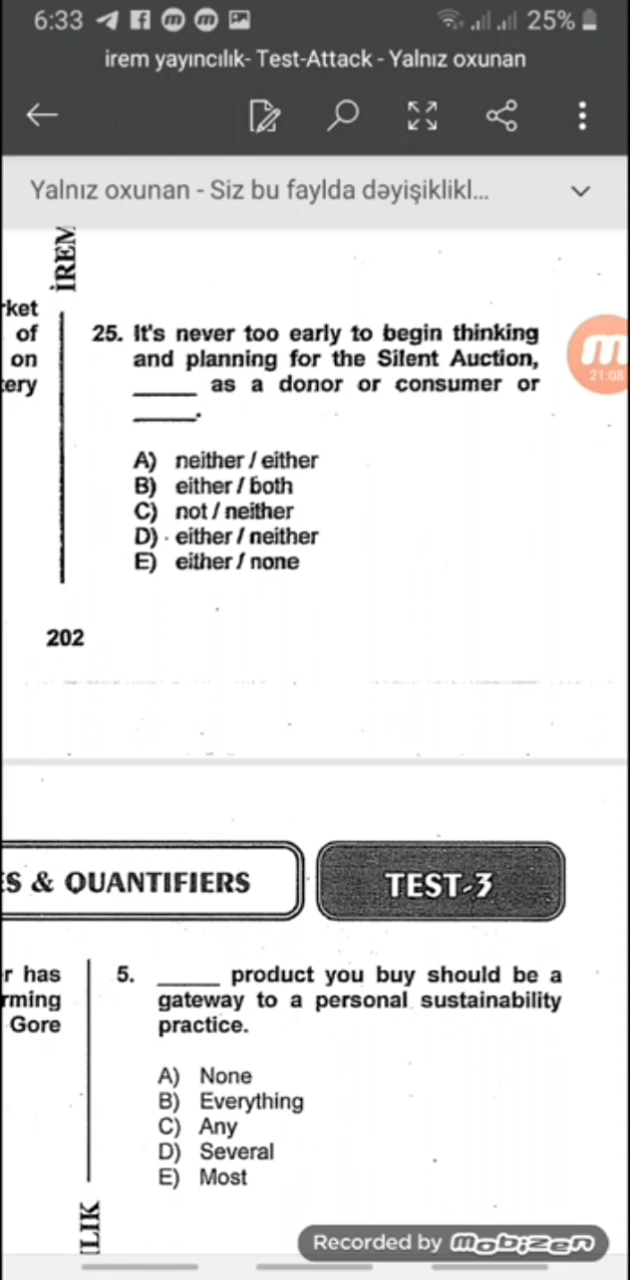 6:33
25%
irem yayıncılık- Test-Attack - Yalnız oxunan
Yalnız oxunan - Siz bu faylda dəyişiklikl...
İREM
rket
of
on
tery
25. It's never too early to begin thinking
and planning for the Silent Auction,
_____ as a donor or consumer or
_____.
A) neither / either
B) either / both
C) not / neither
D) either / neither
E) either / none
21:08
202
ES & QUANTIFIERS
TEST-3
r has
rming
Gore
5. _____ product you buy should be a
gateway to a personal sustainability
practice.
A) None
B) Everything
C) Any
D) Several
E) Most
ILIK
Recorded by mobizen